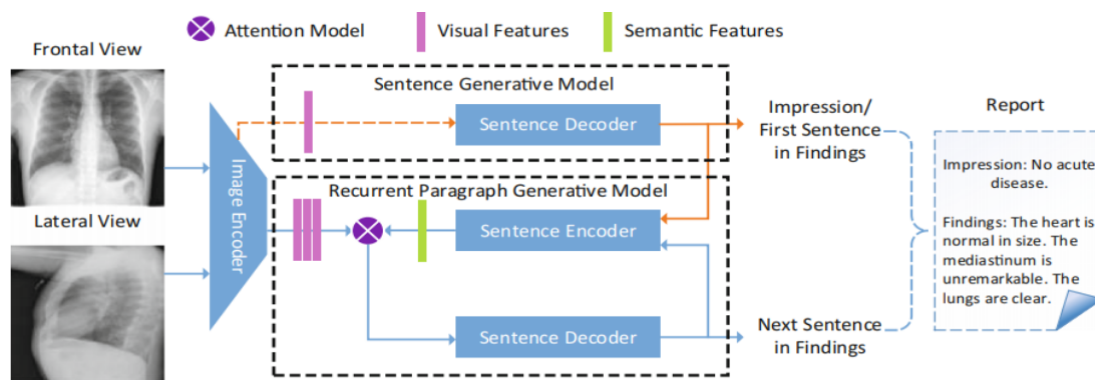 Attention Model
Visual Features
Semantic Features
Frontal View
Lateral View
Image Encoder
Sentence Generative Model
Sentence Decoder
Recurrent Paragraph Generative Model
Sentence Encoder
Sentence Decoder
Impression/
First Sentence
in Findings
Next Sentence
in Findings
Report
Impression: No acute
disease.
Findings: The heart is
normal in size. The
mediastinum is
unremarkable. The
lungs are clear.